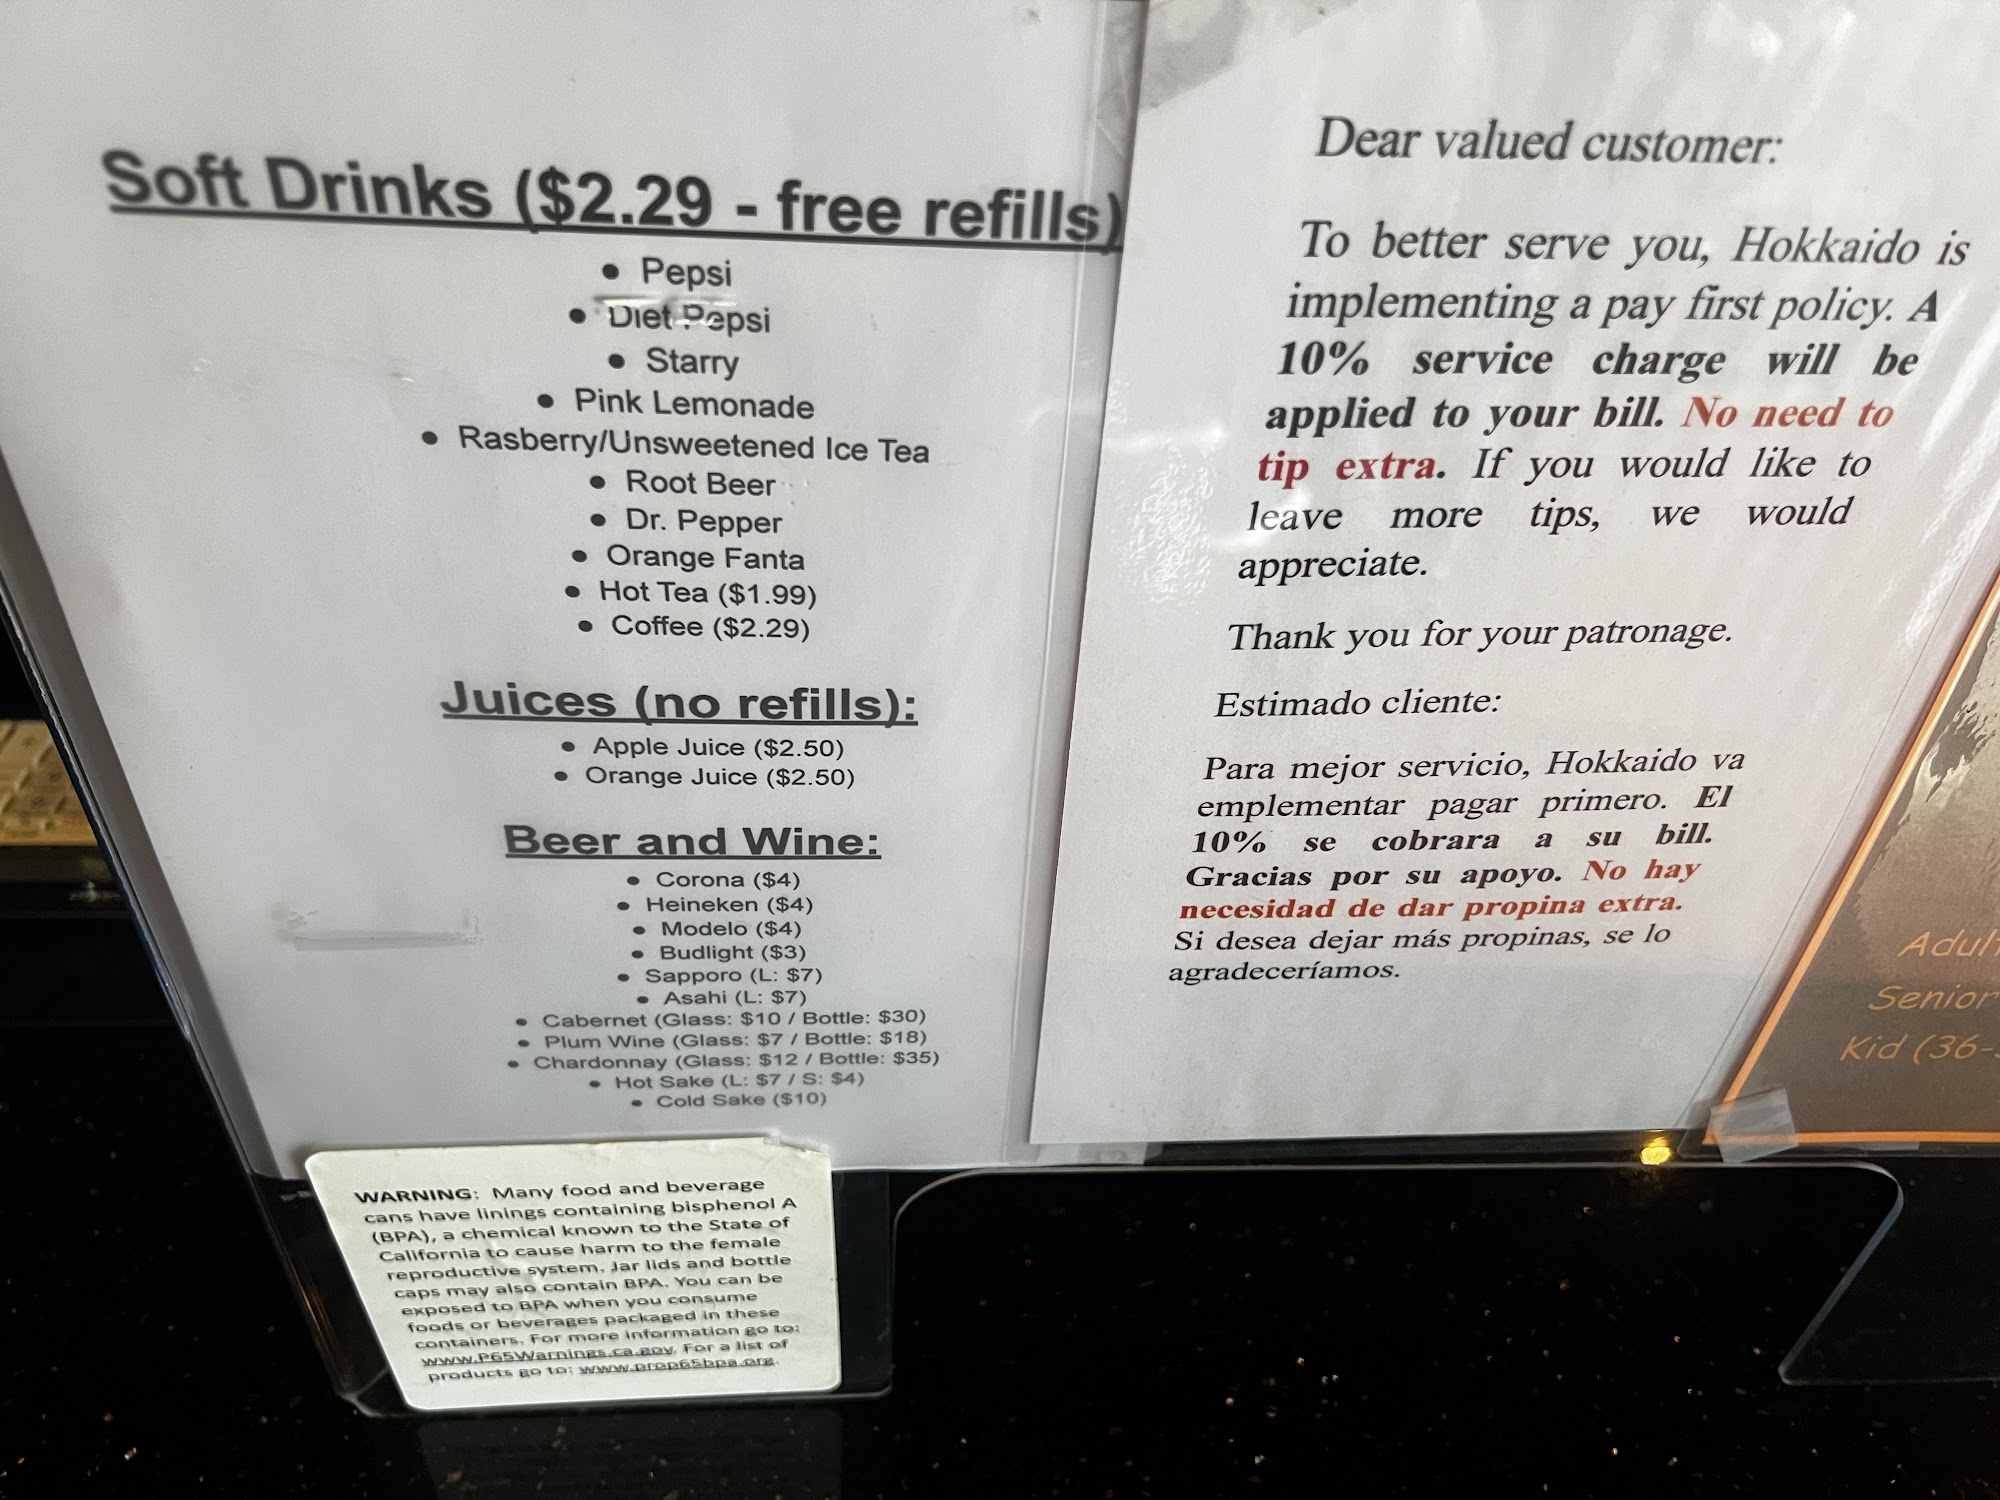 Soft Drinks ($2.29 - free refills)
• Pepsi
• Diet Pepsi
• Starry
• Pink Lemonade
• Rasberry/Unsweetened Ice Tea
• Root Beer
• Dr. Pepper
• Orange Fanta
• Hot Tea ($1.99)
• Coffee ($2.29)
Juices (no refills):
• Apple Juice ($2.50)
• Orange Juice ($2.50)
Beer and Wine:
• Corona ($4)
• Heineken ($4)
• Modelo ($4)
• Budlight ($3)
• Sapporo (L: $7)
• Asahi (L: $7)
• Cabernet (Glass: $10 / Bottle: $30)
• Plum Wine (Glass: $7 / Bottle: $18)
• Chardonnay (Glass: $12 / Bottle: $35)
• Hot Sake (L: $7 / S: $4)
• Cold Sake ($10)
WARNING: Many food and beverage
cans have linings containing bisphenol A
(BPA), a chemical known to the State of
California to cause harm to the female
reproductive system. Jar lids and bottle
caps may also contain BPA. You can be
exposed to BPA when you consume
foods or beverages packaged in these
containers. For more information go to:
www.P65Warnings.ca.gov. For a list of
products go to: www.prop65bpa.org.
Dear valued customer:
To better serve you, Hokkaido is
implementing a pay first policy. A
10% service charge will be
applied to your bill. No need to
tip extra. If you would like to
leave more tips, we would
appreciate.
Thank you for your patronage.
Estimado cliente:
Para mejor servicio, Hokkaido va
emplementar pagar primero. El
10% se cobrara a su bill.
Gracias por su apoyo. No hay
necesidad de dar propina extra.
Si desea dejar más propinas, se lo
agradeceríamos.
Adult
Senior
Kid (36-